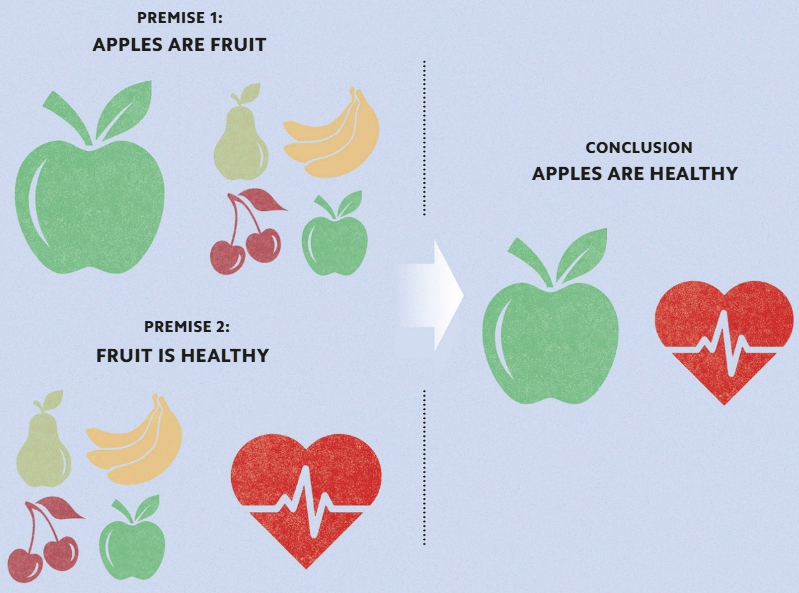 PREMISE 1:
APPLES ARE FRUIT
PREMISE 2:
FRUIT IS HEALTHY
CONCLUSION
APPLES ARE HEALTHY